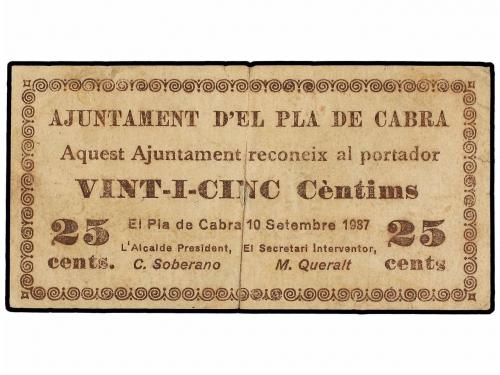 AJUNTAMENT D'EL PLA DE CABRA
Aquest Ajuntament reconeix al portador
VINT-I-CINC Cèntims
25 El Pla de Cabra 10 Setembre 1937 25
cents. L'Alcalde President, El Secretari Interventor, cents
C. Soberano M. Queralt